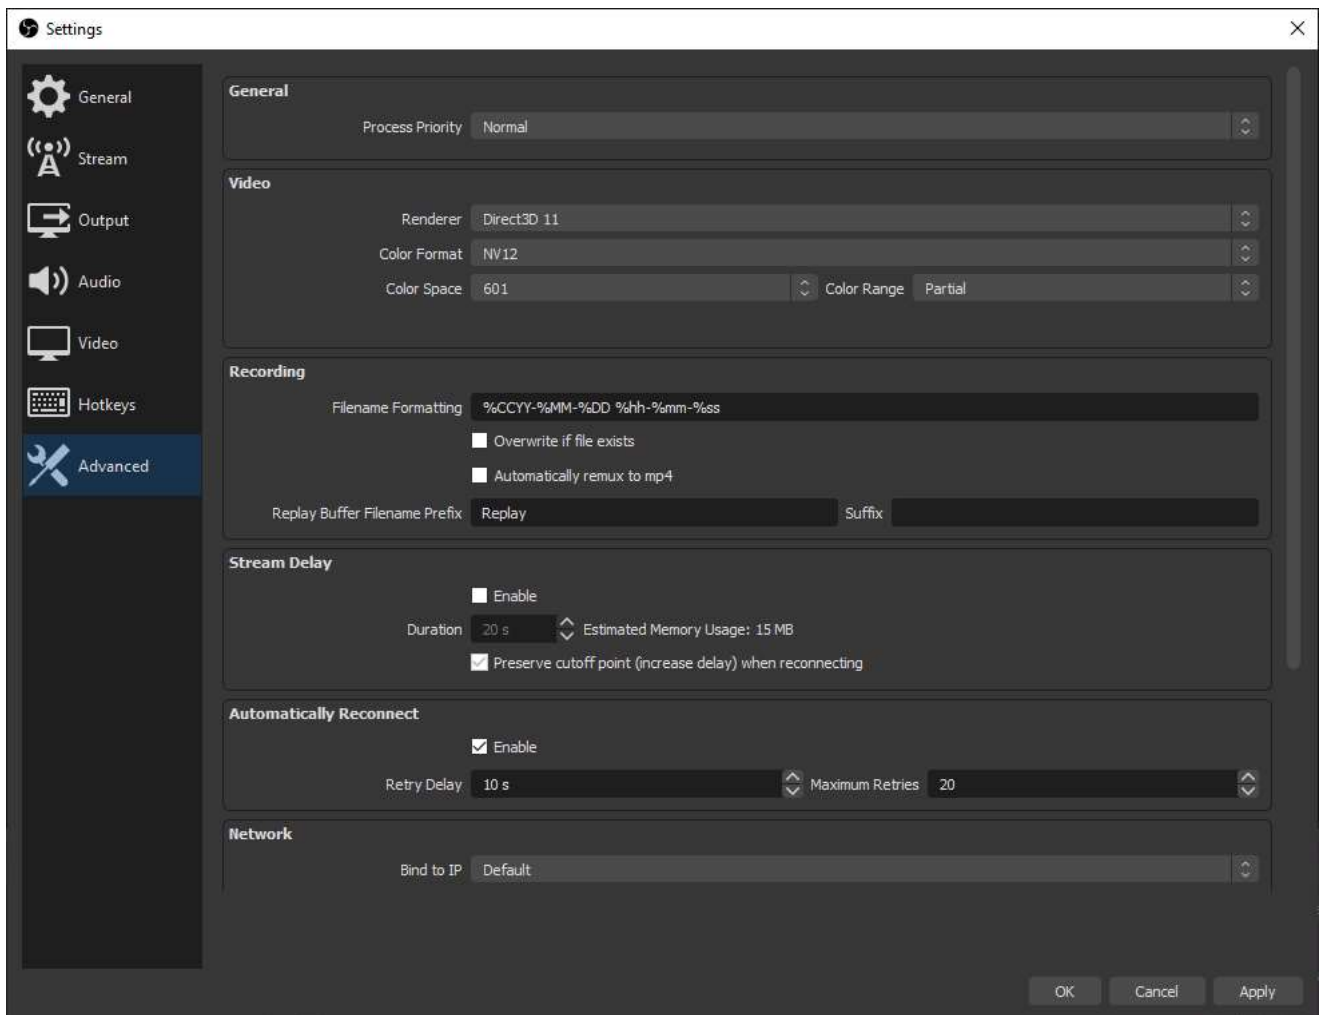 Settings
General
Stream
Output
Audio
Video
Hotkeys
Advanced
General
Process Priority Normal
Video
Renderer Direct3D 11
Color Format NV12
Color Space 601 Color Range Partial
Recording
Filename Formatting %CCYY-%MM-%DD %hh-%mm-%ss
Overwrite if file exists
Automatically remux to mp4
Replay Buffer Filename Prefix Replay Suffix
Stream Delay
Enable
Duration 20 s Estimated Memory Usage: 15 MB
Preserve cutoff point (increase delay) when reconnecting
Automatically Reconnect
Enable
Retry Delay 10 s Maximum Retries 20
Network
Bind to IP Default
OK Cancel Apply